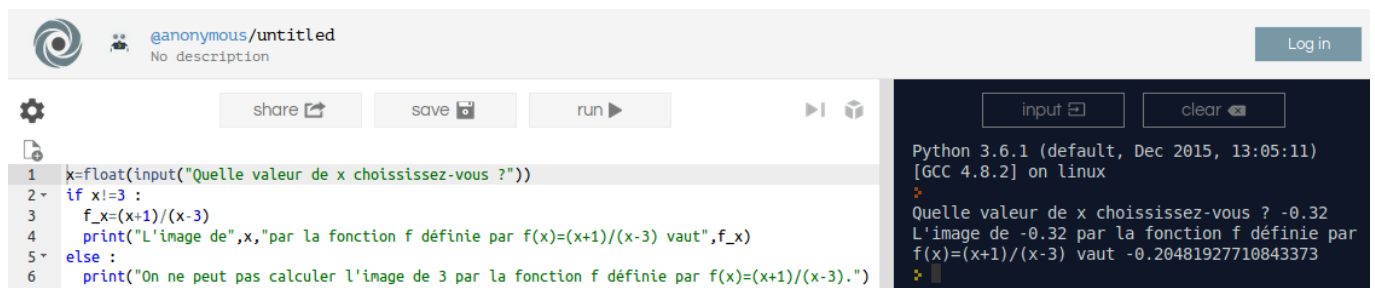 @anonymous/untitled
No description
Log in
share
save
run
1 x=float(input("Quelle valeur de x choississez-vous ?"))
2 if x!=3 :
3 f_x=(x+1)/(x-3)
4 print("L'image de",x,"par la fonction f définie par f(x)=(x+1)/(x-3) vaut",f_x)
5 else :
6 print("On ne peut pas calculer l'image de 3 par la fonction f définie par f(x)=(x+1)/(x-3).")
input
clear
Python 3.6.1 (default, Dec 2015, 13:05:11)
[GCC 4.8.2] on linux
Quelle valeur de x choississez-vous ? -0.32
L'image de -0.32 par la fonction f définie par
f(x)=(x+1)/(x-3) vaut -0.20481927710843373